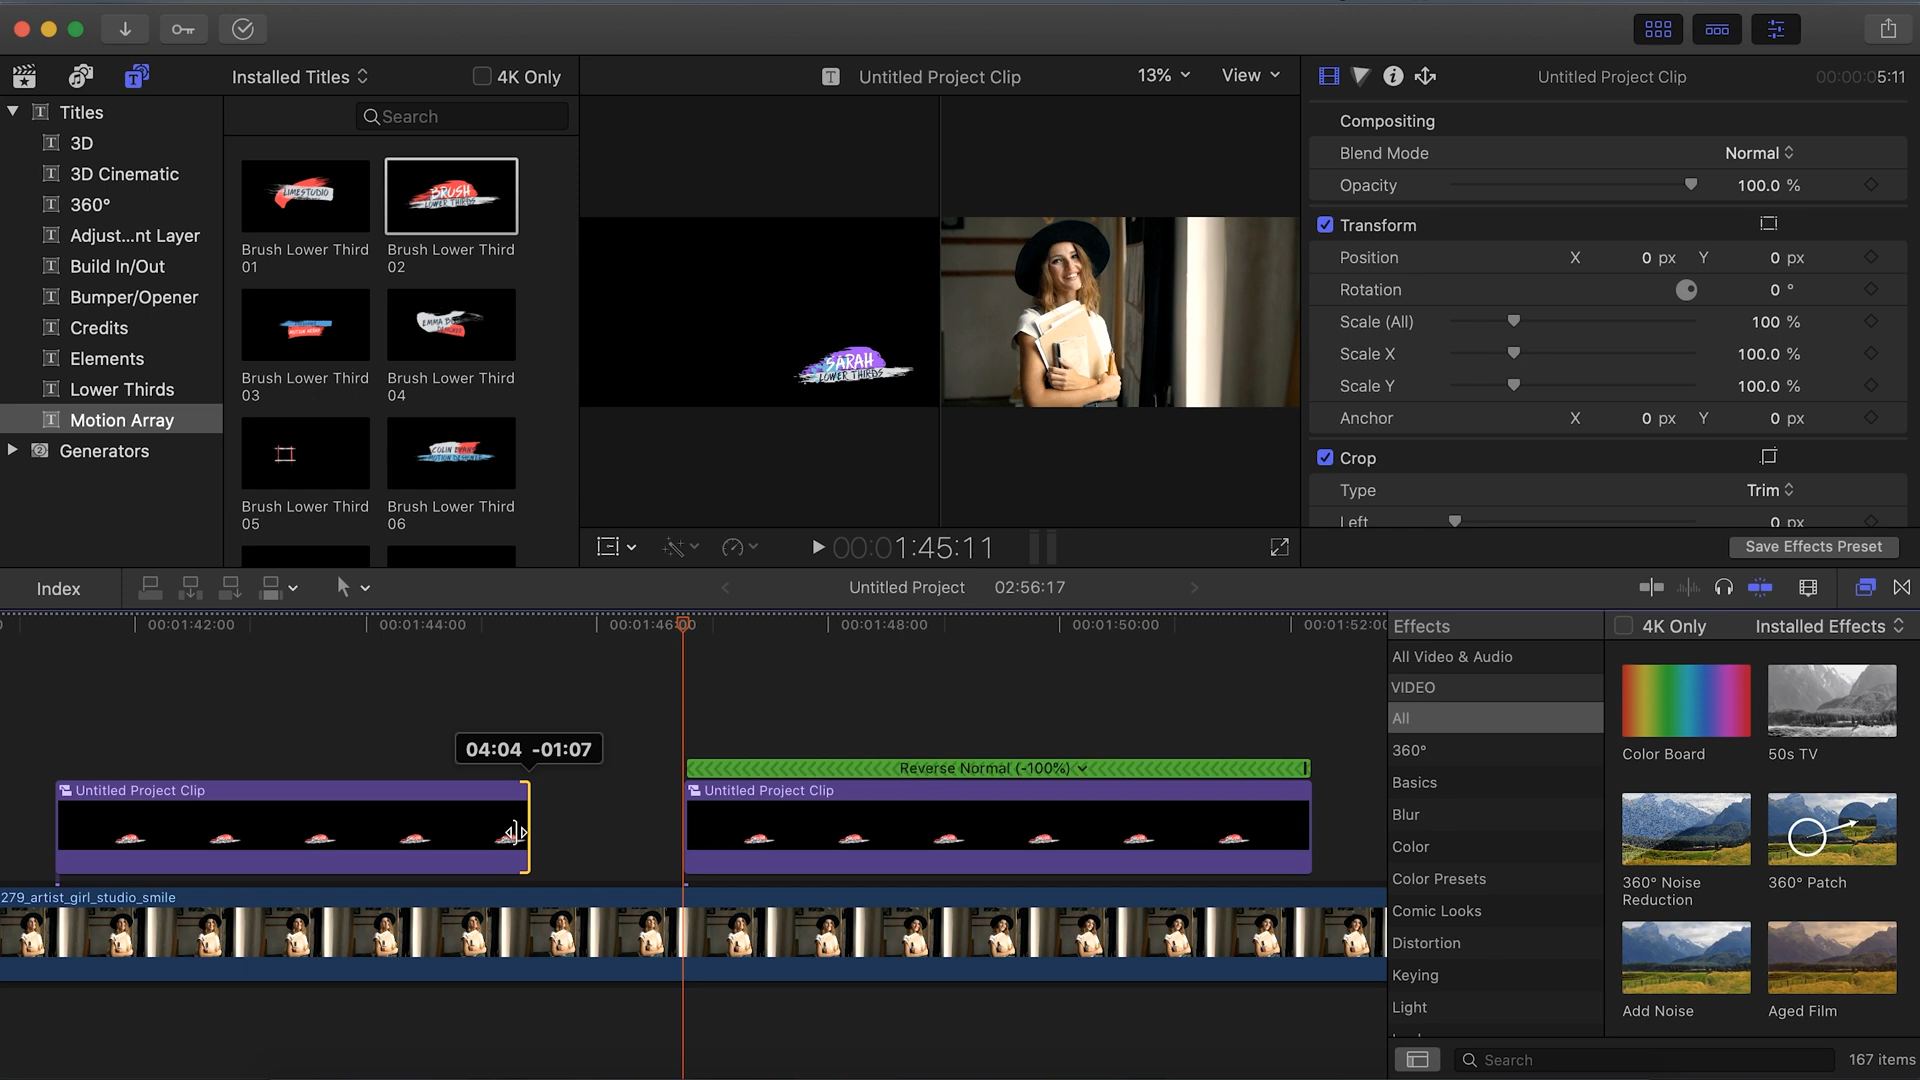 Installed Titles
4K Only
Untitled Project Clip
13%
View
Untitled Project Clip
00:00:05:11
Titles
3D
3D Cinematic
360°
Adjust...nt Layer
Build In/Out
Bumper/Opener
Credits
Elements
Lower Thirds
Motion Array
Generators
Search
LIMESTUDIO
BRUSH
LOWER THIRDS
Brush Lower Third
01
Brush Lower Third
02
Brush Lower Third
03
Brush Lower Third
04
COLIN EVANS
MOTION DESIGNER
Brush Lower Third
05
Brush Lower Third
06
SARAH
LOWER THIRDS
Compositing
Blend Mode
Normal
Opacity
100.0 %
Transform
Position
X
0 px
Y
0 px
Rotation
0 °
Scale (All)
100 %
Scale X
100.0 %
Scale Y
100.0 %
Anchor
X
0 px
Y
0 px
Crop
Type
Trim
Left
0 px
Save Effects Preset
00:01:45:11
Index
Untitled Project
02:56:17
00:01:42:00
00:01:44:00
00:01:46:00
00:01:48:00
00:01:50:00
00:01:52:00
04:04 -01:07
Reverse Normal (-100%)
Untitled Project Clip
Untitled Project Clip
279_artist_girl_studio_smile
Effects
4K Only
Installed Effects
All Video & Audio
VIDEO
All
360°
Basics
Blur
Color
Color Presets
Comic Looks
Distortion
Keying
Light
Color Board
50s TV
360° Noise
Reduction
360° Patch
Add Noise
Aged Film
Search
167 items